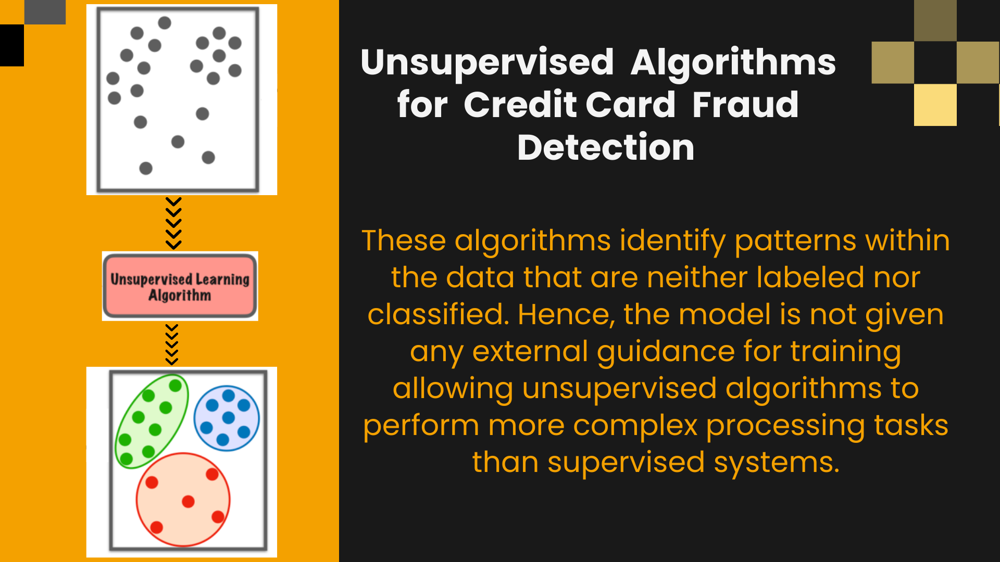 Unsupervised Algorithms
for Credit Card Fraud
Detection
Unsupervised Learning
Algorithm
These algorithms identify patterns within
the data that are neither labeled nor
classified. Hence, the model is not given
any external guidance for training
allowing unsupervised algorithms to
perform more complex processing tasks
than supervised systems.